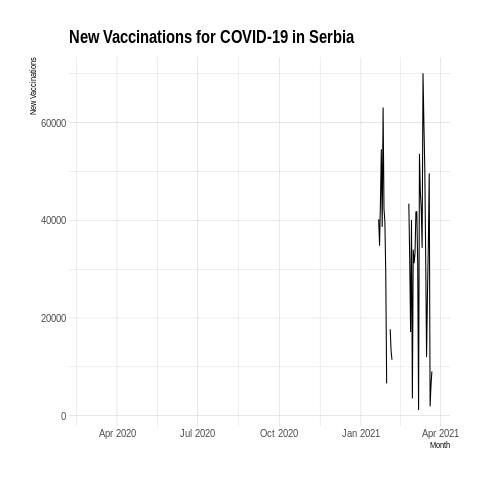 New Vaccinations for COVID-19 in Serbia
New Vaccinations
60000
40000
20000
0
Apr 2020 Jul 2020 Oct 2020 Jan 2021 Apr 2021
Month